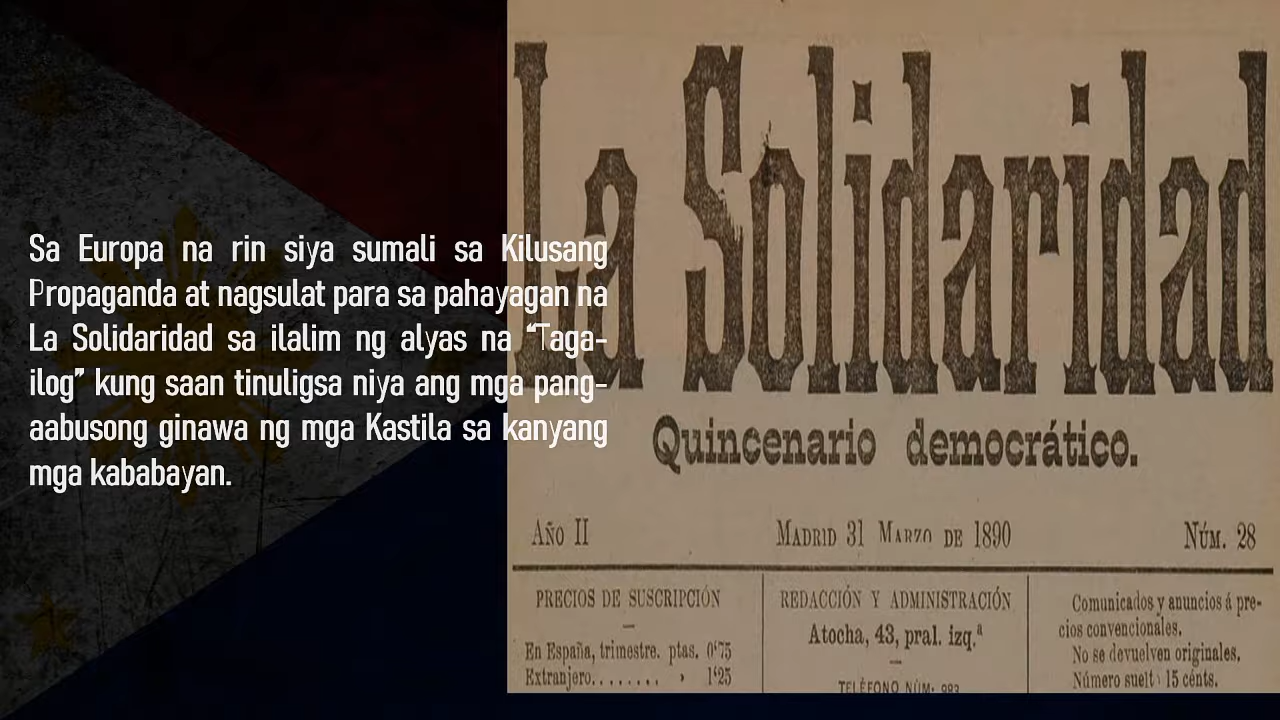 Sa Europa na rin siya sumali sa Kilusang
Propaganda at nagsulat para sa pahayagan na
La Solidaridad sa ilalim ng alyas na “Taga-
ilog” kung saan tinuligsa niya ang mga pang-
aabusong ginawa ng mga Kastila sa kanyang
mga kababayan.
La Solidaridad
Quincenario democrático.
Año II Madrid 31 Marzo de 1890 Núm. 28
PRECIOS DE SUSCRIPCIÓN
—
En España, trimestre. ptas. 0‘75
Extranjero........ » 1‘25
REDACCIÓN Y ADMINISTRACIÓN
Atocha, 43, pral. izq.ª
—
TELÉFONO NÚM.
Comunicados y anuncios á pre-
cios convencionales.
No se devuelven originales.
Número suelt 15 cénts.